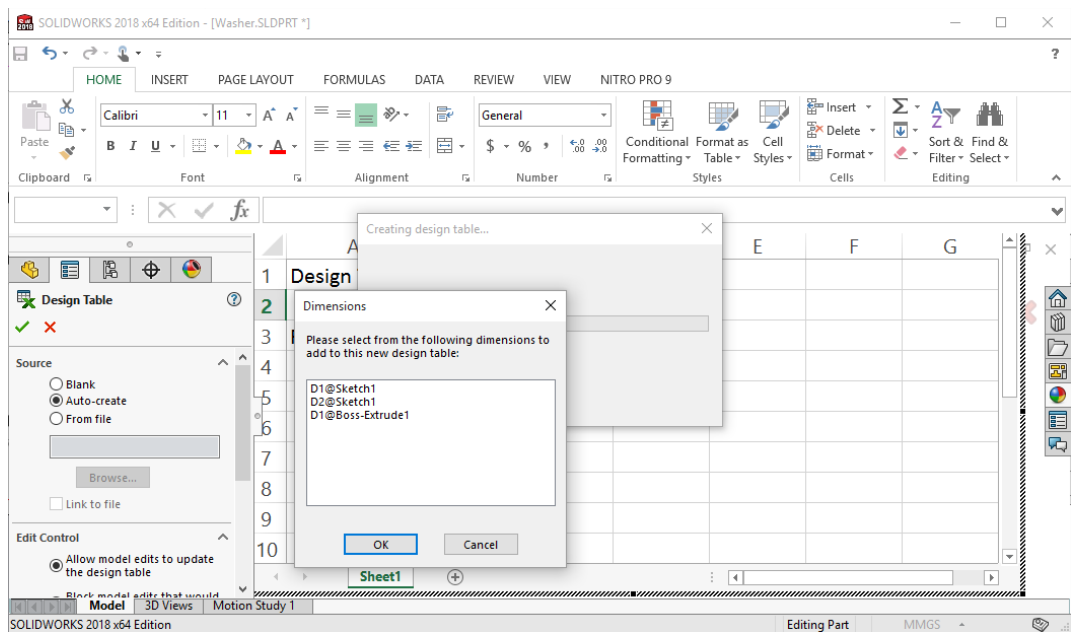 SOLIDWORKS 2018 x64 Edition - [Washer.SLDPRT *]
?
HOME INSERT PAGE LAYOUT FORMULAS DATA REVIEW VIEW NITRO PRO 9
Paste
Calibri 11
General
Conditional Formatting
Format as Table
Cell Styles
Insert
Delete
Format
Sort & Filter
Find & Select
Clipboard Font Alignment Number Styles Cells Editing
fx
Creating design table...
A E F G
1 Design
2
3
4
5
6
7
8
9
10
Design Table
Source
Blank
Auto-create
From file
Browse...
Link to file
Edit Control
Allow model edits to update
the design table
Block model edits that would
Dimensions
Please select from the following dimensions to
add to this new design table:
D1@Sketch1
D2@Sketch1
D1@Boss-Extrude1
OK Cancel
Sheet1
Model 3D Views Motion Study 1
SOLIDWORKS 2018 x64 Edition Editing Part MMGS